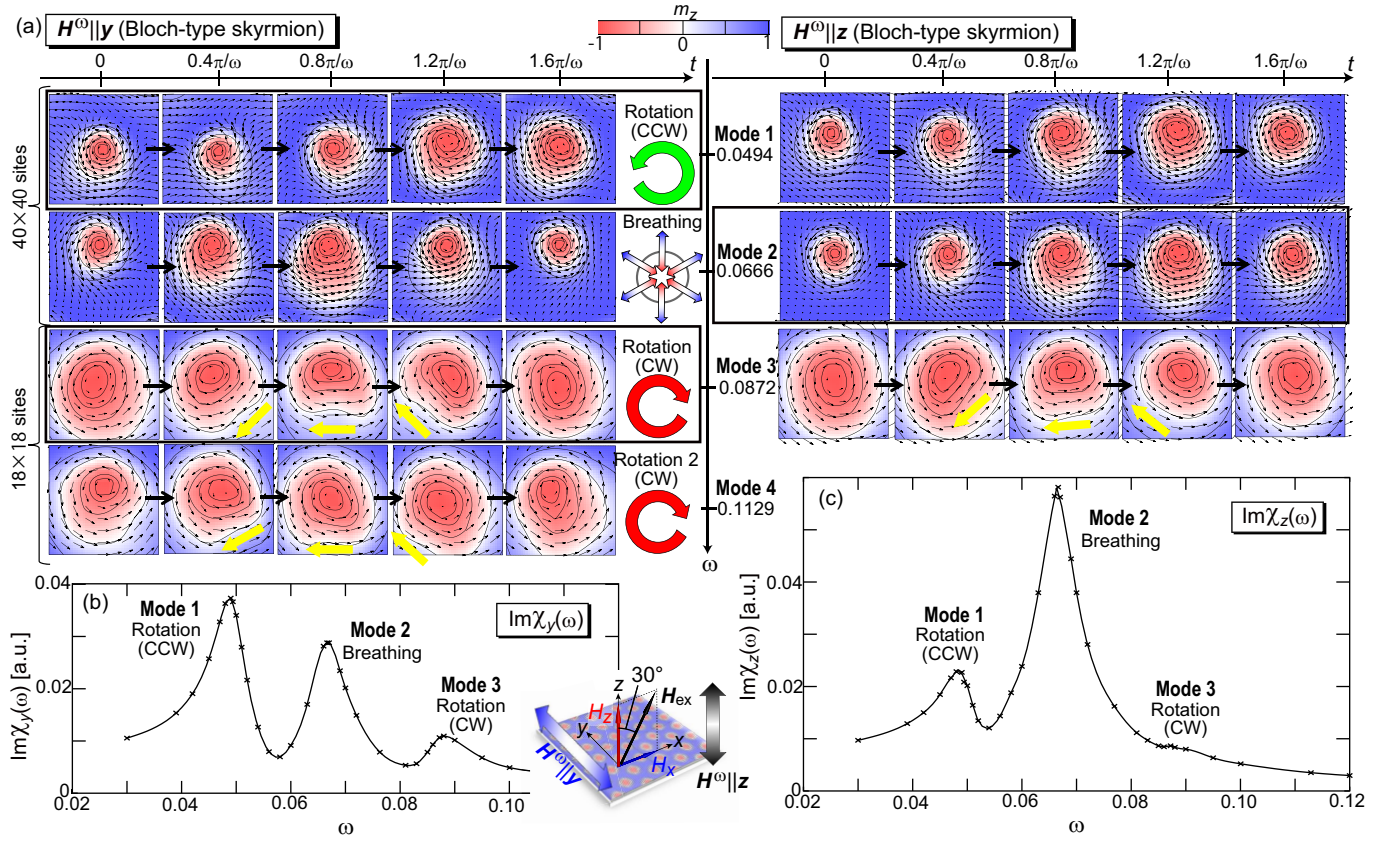 (a)
H^ω||y (Bloch-type skyrmion)
m_z
-1 0 1
H^ω||z (Bloch-type skyrmion)
0 0.4π/ω 0.8π/ω 1.2π/ω 1.6π/ω t
0 0.4π/ω 0.8π/ω 1.2π/ω 1.6π/ω t
40×40 sites
Rotation
(CCW)
Mode 1
0.0494
Breathing
Mode 2
0.0666
18×18 sites
Rotation
(CW)
Mode 3
0.0872
Rotation 2
(CW)
Mode 4
0.1129
ω
(b)
Imχ_y(ω)
Imχ_y(ω) [a.u.]
0.04
0.02
0
0.02 0.04 0.06 0.08 0.10
ω
Mode 1
Rotation
(CCW)
Mode 2
Breathing
Mode 3
Rotation
(CW)
30°
z
H_ex
H_z
y
x
H_x
H^ω||y
H^ω||z
(c)
Imχ_z(ω)
Imχ_z(ω) [a.u.]
0.04
0.02
0
0.02 0.04 0.06 0.08 0.10 0.12
ω
Mode 1
Rotation
(CCW)
Mode 2
Breathing
Mode 3
Rotation
(CW)